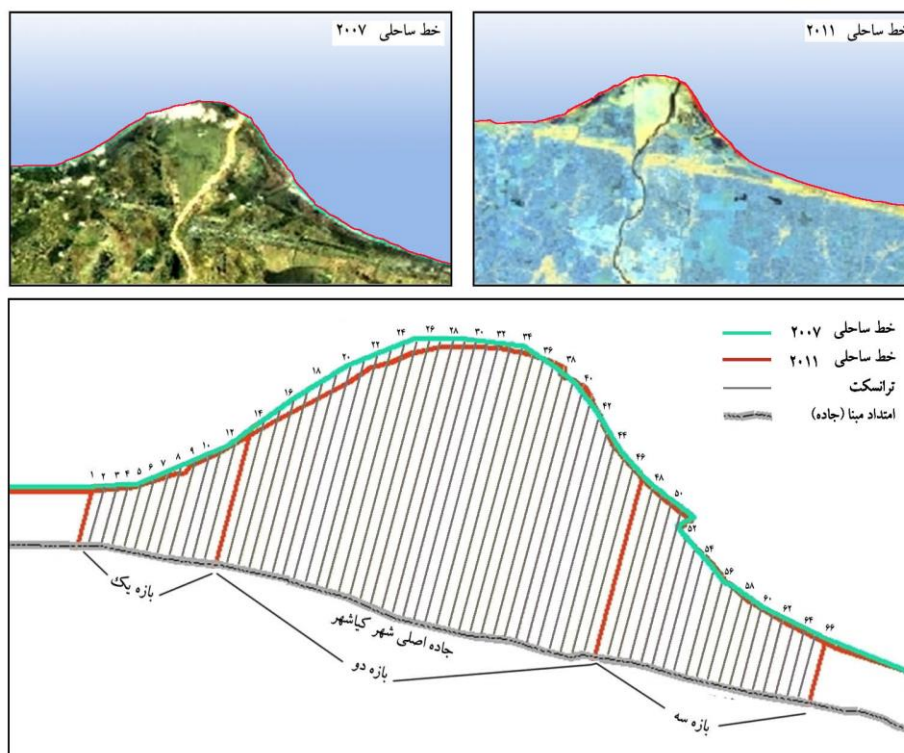 خط ساحلی ۲۰۰۷
خط ساحلی ۲۰۱۱
خط ساحلی ۲۰۰۷
خط ساحلی ۲۰۱۱
ترانسکت
امتداد مبنا (جاده)
۱ ۲ ۳ ۴ ۵ ۶ ۷ ۸ ۹ ۱۰ ۱۲ ۱۴ ۱۶ ۱۸ ۲۰ ۲۲ ۲۴ ۲۶ ۲۸ ۳۰ ۳۲ ۳۴ ۳۶ ۳۸ ۴۰ ۴۲ ۴۴ ۴۶ ۴۸ ۵۰ ۵۲ ۵۴ ۵۶ ۵۸ ۶۰ ۶۲ ۶۴ ۶۶
بازه یک
جاده اصلی شهر کیاشهر
بازه دو
بازه سه